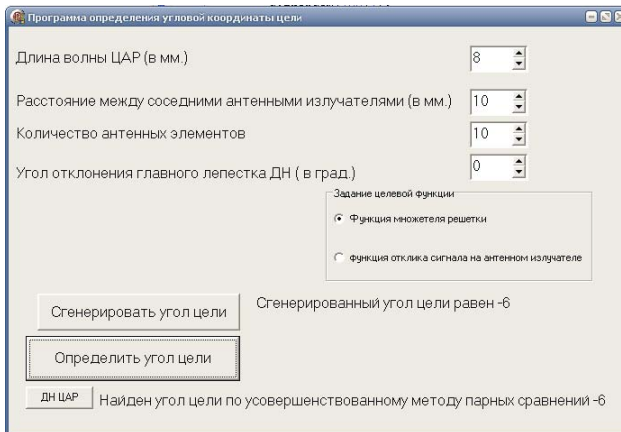 Программа определения угловой координаты цели
Длина волны ЦАР (в мм.)
8
Расстояние между соседними антенными излучателями (в мм.)
10
Количество антенных элементов
10
Угол отклонения главного лепестка ДН ( в град.)
0
Задание целевой функции
Функция множетеля решетки
функция отклика сигнала на антенном излучателе
Сгенерировать угол цели
Сгенерированный угол цели равен -6
Определить угол цели
ДН ЦАР
Найден угол цели по усовершенствованному методу парных сравнений -6